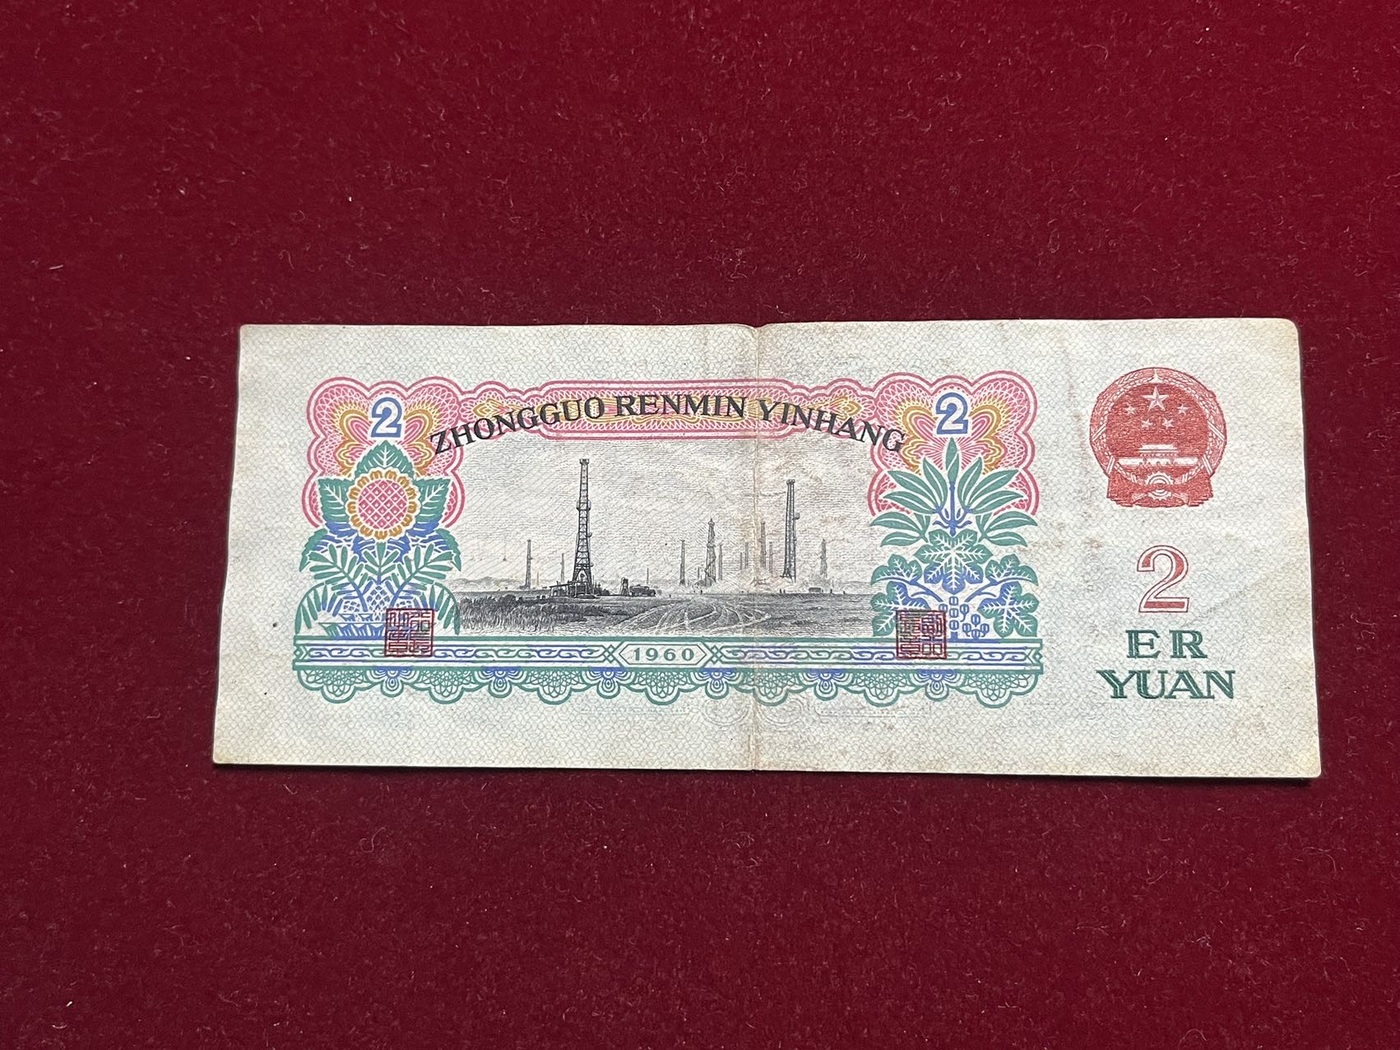 2
2
ZHONGGUO RENMIN YINHANG
1960
2
ER
YUAN